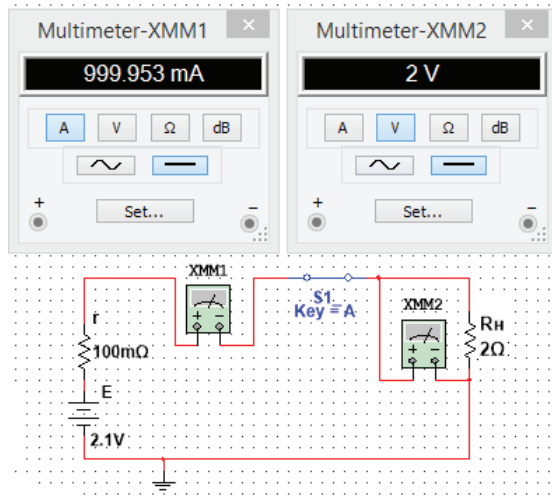 Multimeter-XMM1 ×
999.953 mA
A V Ω dB
+ Set... −
Multimeter-XMM2 ×
2 V
A V Ω dB
+ Set... −
XMM1
+ −
S1
Key = A
XMM2
+ −
Rн
2Ω
r
100mΩ
E
2.1V